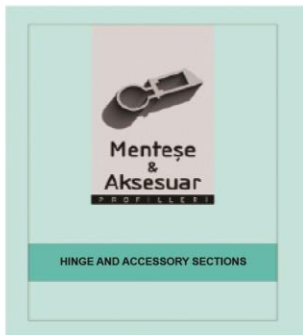 Menteşe
&
Aksesuar
PROFİLLERİ
HINGE AND ACCESSORY SECTIONS